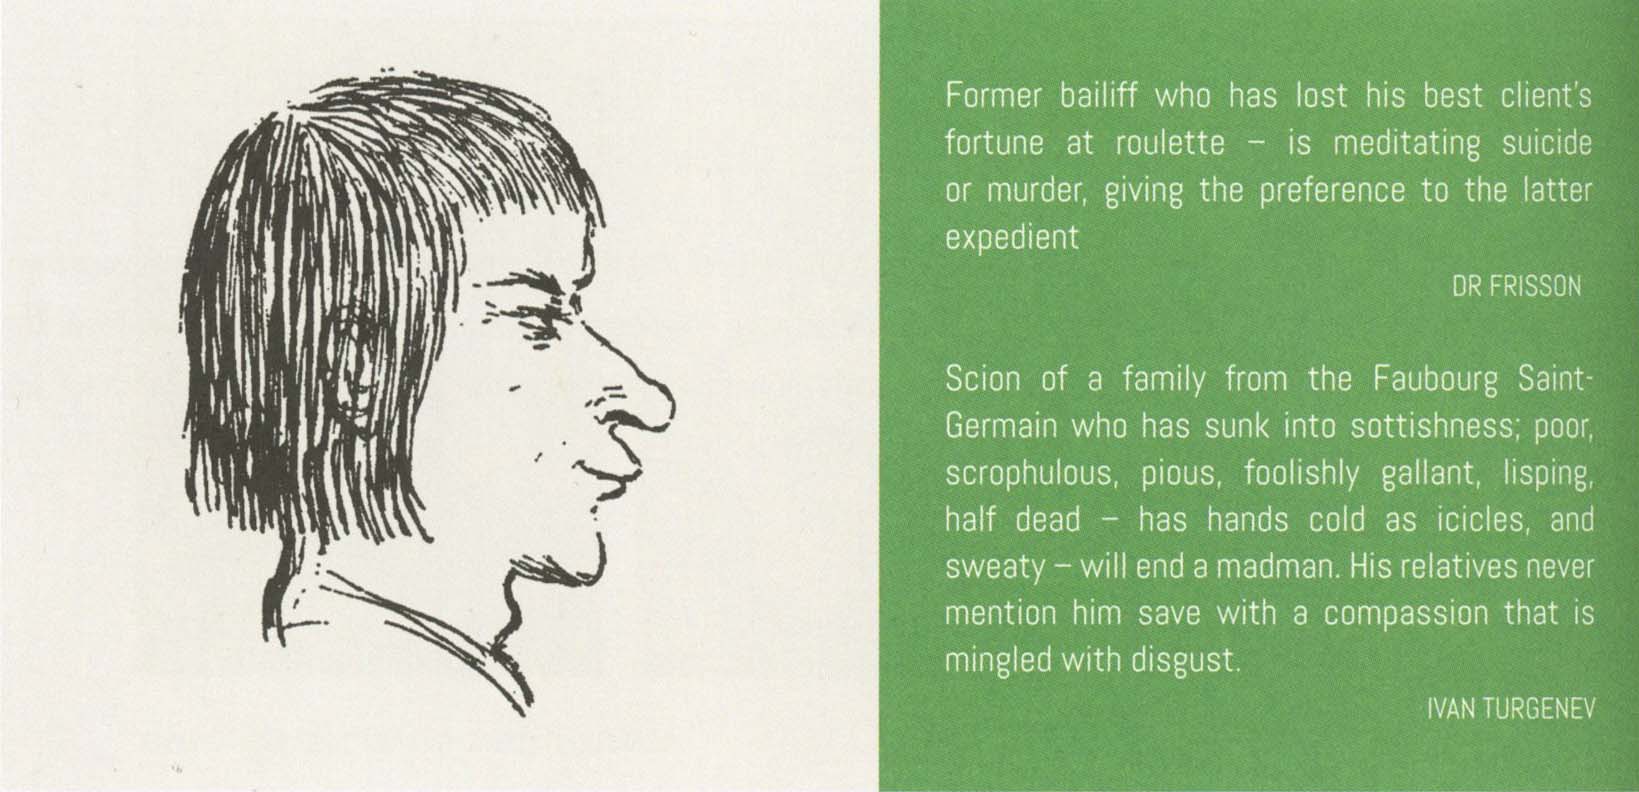 Former bailiff who has lost his best client's
fortune at roulette – is meditating suicide
or murder, giving the preference to the latter
expedient
DR FRISSON
Scion of a family from the Faubourg Saint-
Germain who has sunk into sottishness; poor,
scrophulous, pious, foolishly gallant, lisping,
half dead – has hands cold as icicles, and
sweaty – will end a madman. His relatives never
mention him save with a compassion that is
mingled with disgust.
IVAN TURGENEV